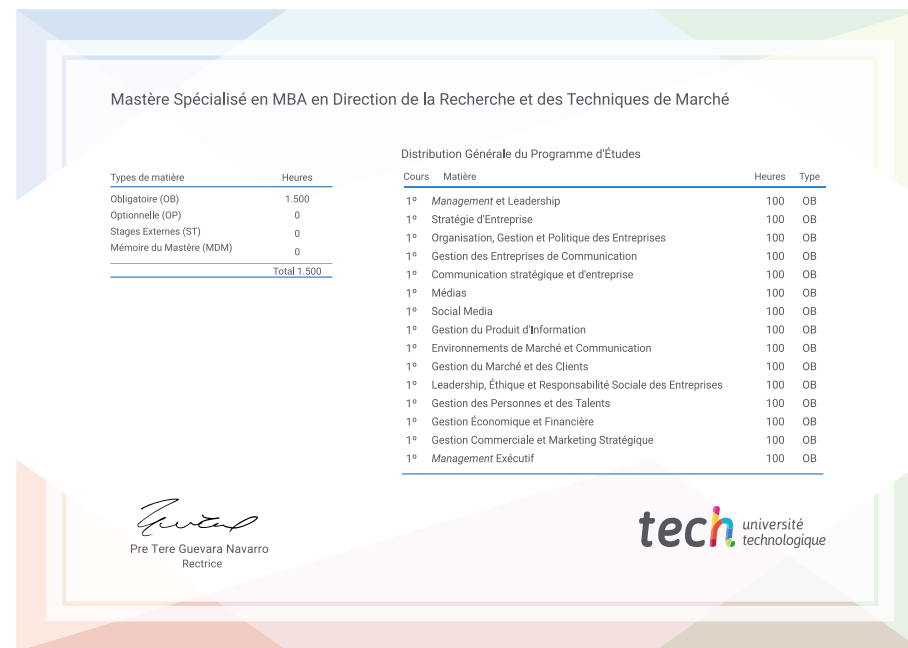 Mastère Spécialisé en MBA en Direction de la Recherche et des Techniques de Marché
Types de matière Heures
Obligatoire (OB) 1.500
Optionnelle (OP) 0
Stages Externes (ST) 0
Mémoire du Mastère (MDM) 0
Total 1.500
Distribution Générale du Programme d'Études
Cours Matière Heures Type
1º Management et Leadership 100 OB
1º Stratégie d'Entreprise 100 OB
1º Organisation, Gestion et Politique des Entreprises 100 OB
1º Gestion des Entreprises de Communication 100 OB
1º Communication stratégique et d'entreprise 100 OB
1º Médias 100 OB
1º Social Media 100 OB
1º Gestion du Produit d'Information 100 OB
1º Environnements de Marché et Communication 100 OB
1º Gestion du Marché et des Clients 100 OB
1º Leadership, Éthique et Responsabilité Sociale des Entreprises 100 OB
1º Gestion des Personnes et des Talents 100 OB
1º Gestion Économique et Financière 100 OB
1º Gestion Commerciale et Marketing Stratégique 100 OB
1º Management Exécutif 100 OB
Pre Tere Guevara Navarro
Rectrice
tech université
technologique